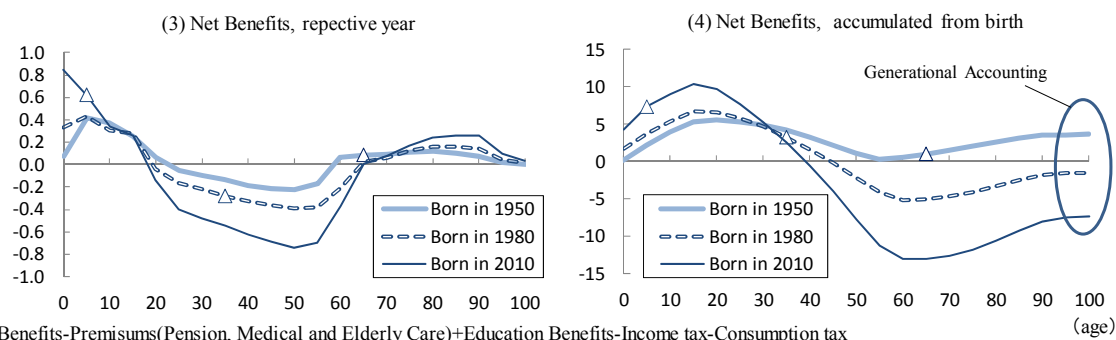 (3) Net Benefits, repective year
1.0
0.8
0.6
0.4
0.2
0.0
-0.2
-0.4
-0.6
-0.8
-1.0
0 10 20 30 40 50 60 70 80 90 100
Born in 1950
Born in 1980
Born in 2010
(4) Net Benefits, accumulated from birth
15
10
5
0
-5
-10
-15
0 10 20 30 40 50 60 70 80 90 100
Generational Accounting
Born in 1950
Born in 1980
Born in 2010
(age)
Benefits-Premisums(Pension, Medical and Elderly Care)+Education Benefits-Income tax-Consumption tax